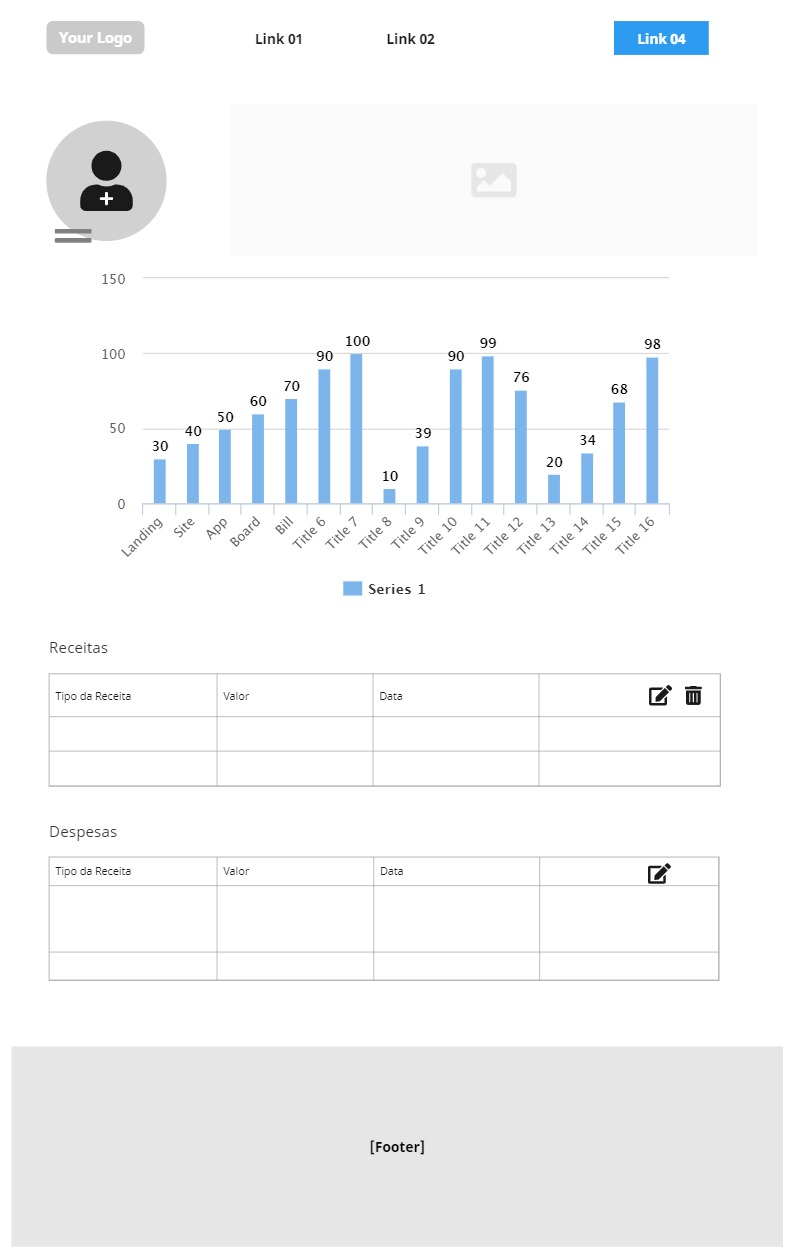 Your Logo
Link 01
Link 02
Link 04
150
100
50
0
30
40
50
60
70
90
100
10
39
90
99
76
20
34
68
98
Landing
Site
App
Board
Bill
Title 6
Title 7
Title 8
Title 9
Title 10
Title 11
Title 12
Title 13
Title 14
Title 15
Title 16
Series 1
Receitas
Tipo da Receita
Valor
Data
Despesas
Tipo da Receita
Valor
Data
[Footer]